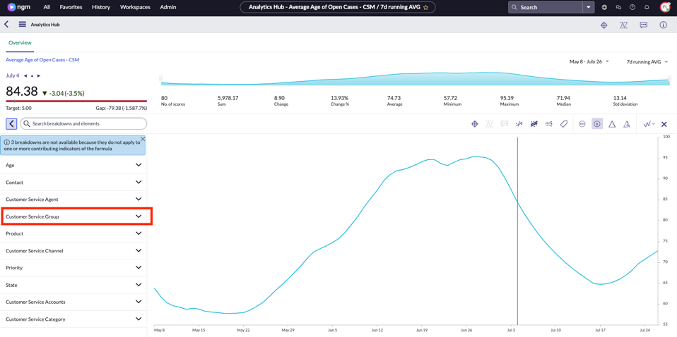 ngm All Favorites History Workspaces Admin Analytics Hub - Average Age of Open Cases - CSM / 7d running AVG Search
Analytics Hub
Overview
Average Age of Open Cases - CSM
May 8 - July 26 7d running AVG
July 4
84.38 ▼ -3.04 (-3.5%)
Target: 5.00 Gap: -79.38 (-1,587.7%)
80 5,978.17 8.90 13.93% 74.73 57.72 95.39 71.94 13.14
No. of scores Sum Change Change % Average Minimum Maximum Median Std deviation
Search breakdowns and elements
3 breakdowns are not available because they do not apply to
one or more contributing indicators of the formula
Age
Contact
Customer Service Agent
Customer Service Group
Product
Customer Service Channel
Priority
State
Customer Service Accounts
Customer Service Category
100
95
85
75
71
65
55
May 8 May 15 May 22 May 29 Jun 5 Jun 12 Jun 19 Jun 26 Jul 3 Jul 10 Jul 17 Jul 24